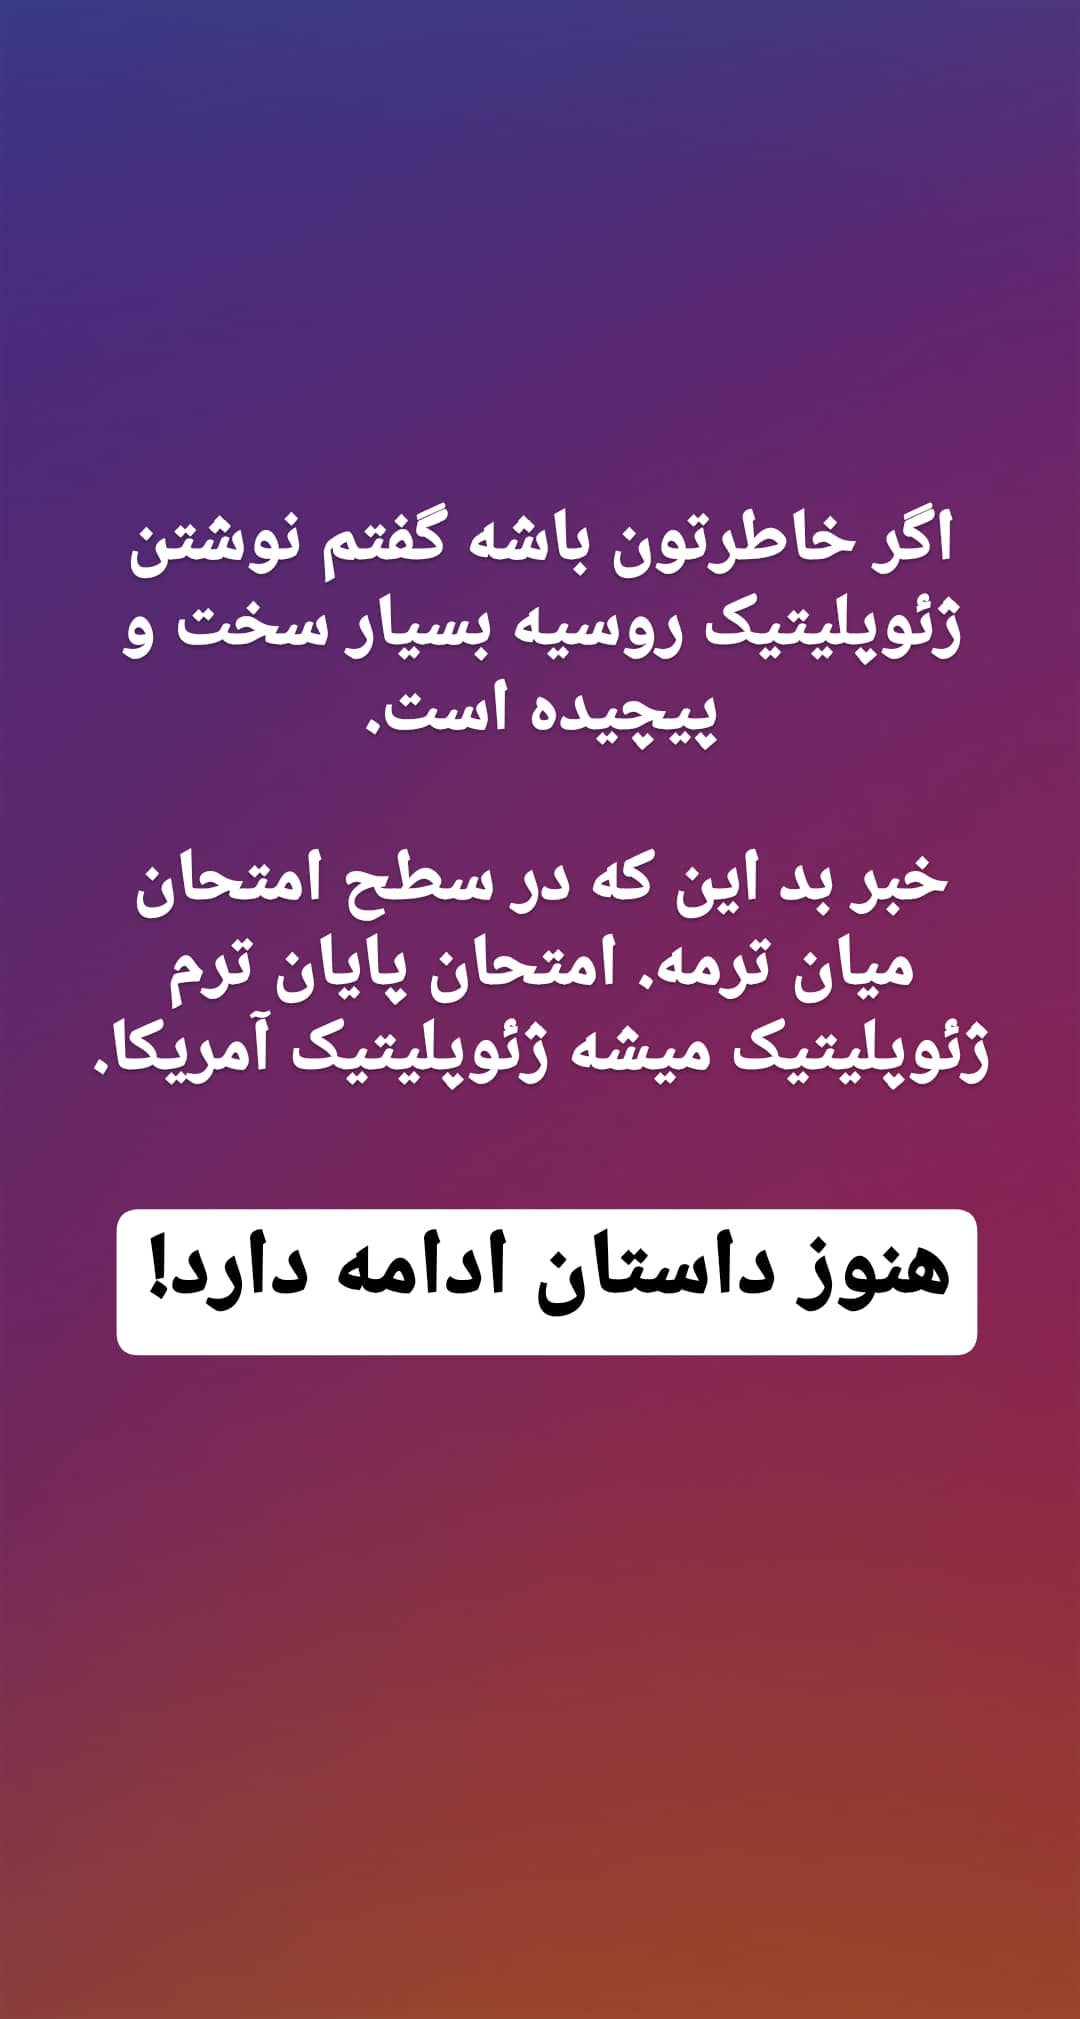 اگر خاطرتون باشه گفتم نوشتن
ژئوپلیتیک روسیه بسیار سخت و
پیچیده است.
خبر بد این که در سطح امتحان
میان ترمه. امتحان پایان ترم
ژئوپلیتیک میشه ژئوپلیتیک آمریکا.
هنوز داستان ادامه دارد!